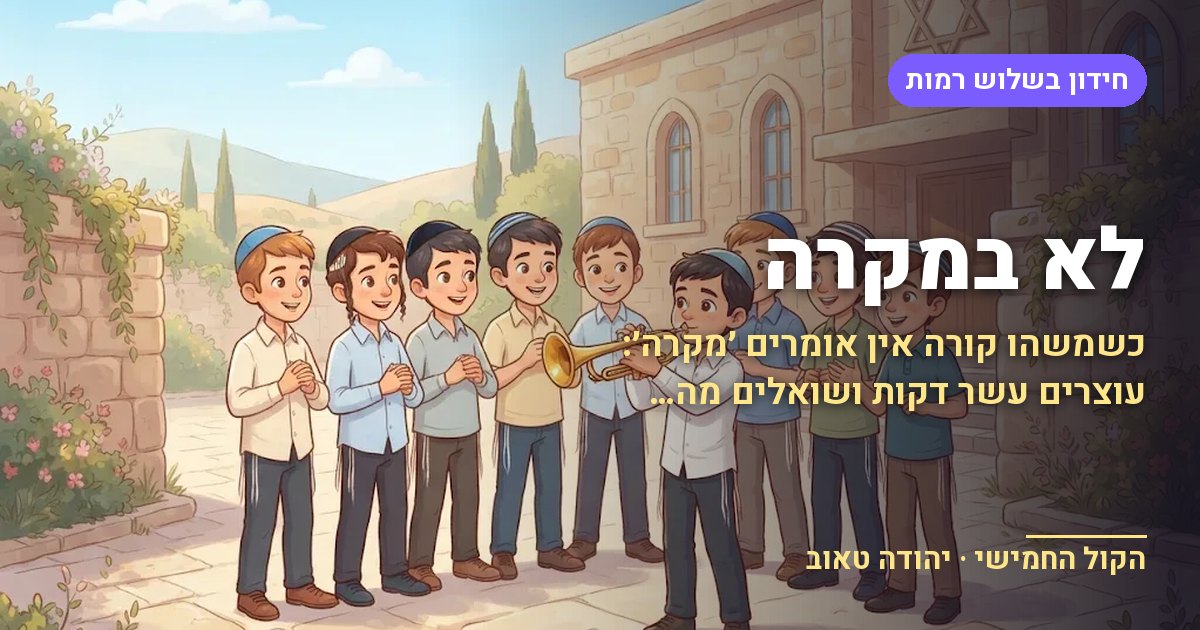 חידון בשלוש רמות
לא במקרה
כשמשהו קורה אין אומרים ׳מקרה׳:
עוצרים עשר דקות ושואלים מה...
הקול החמישי · יהודה טאוב